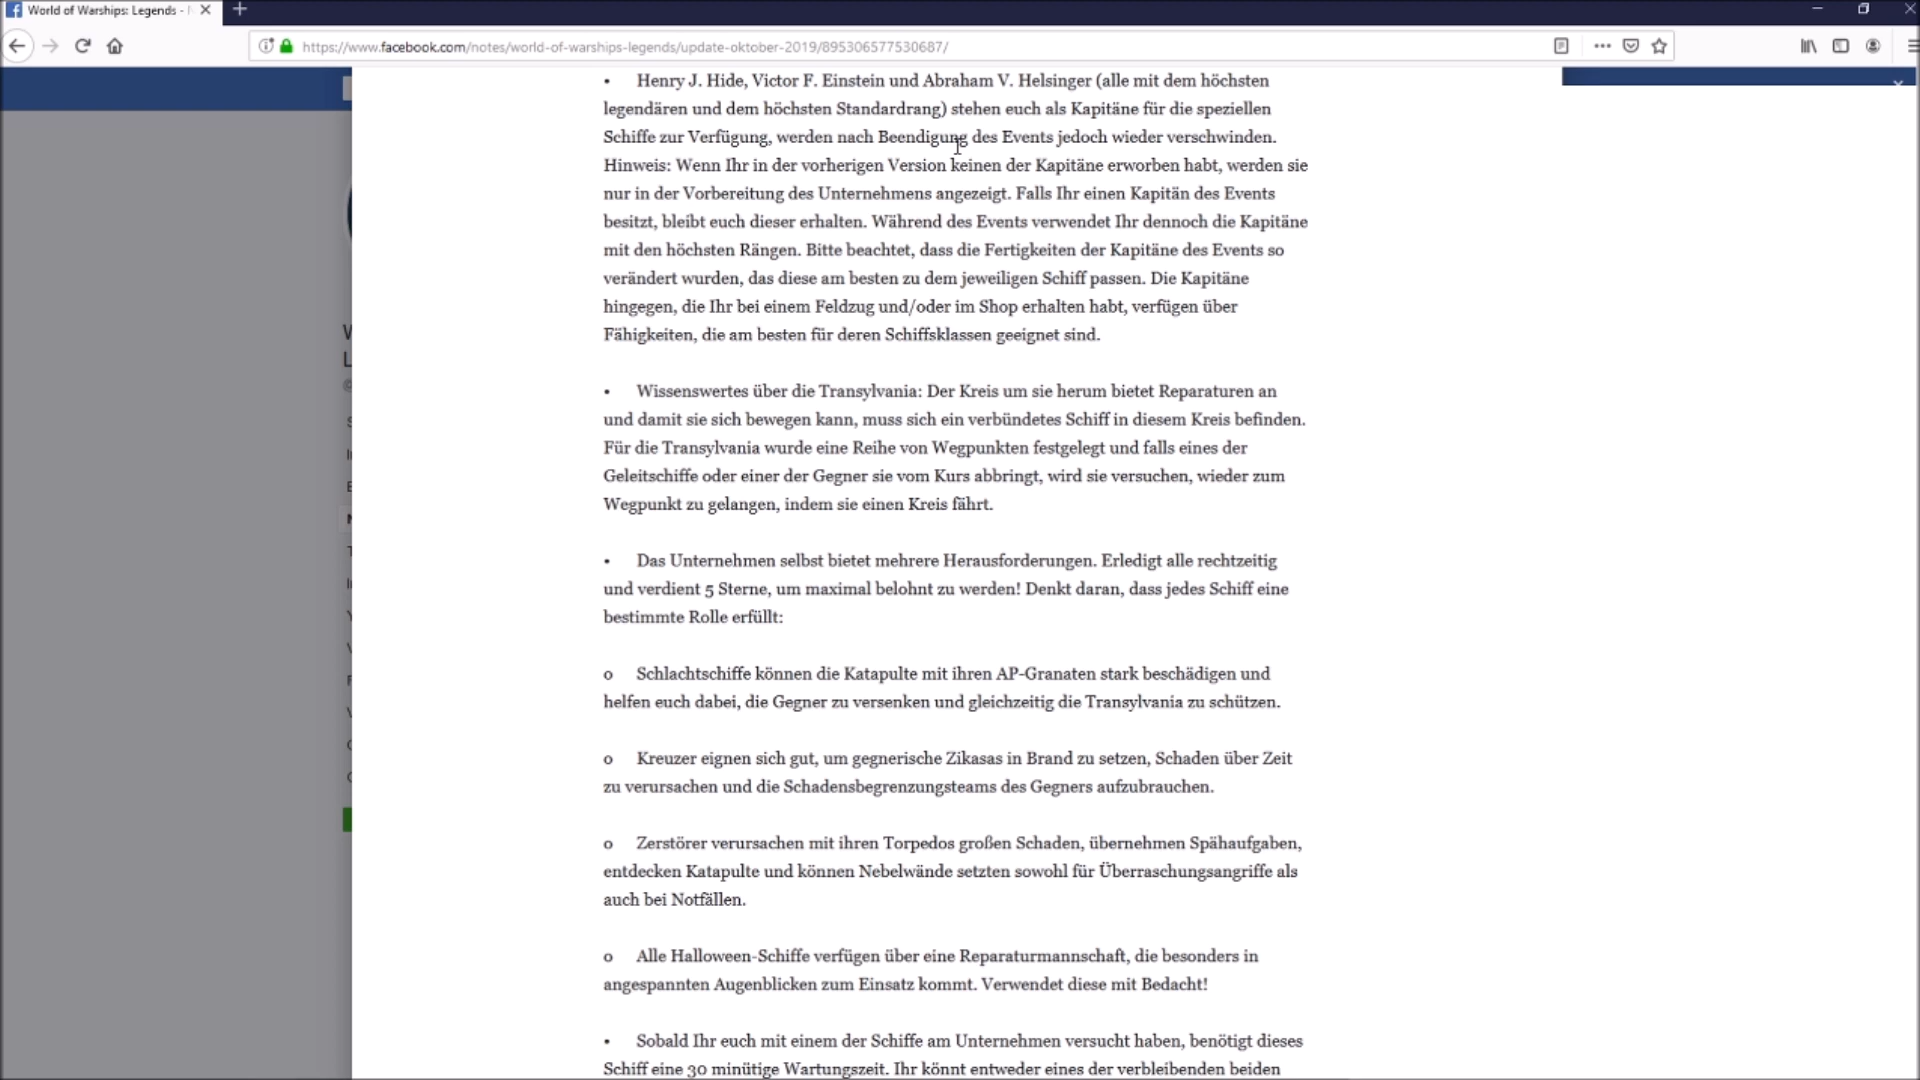 World of Warships: Legends -
https://www.facebook.com/notes/world-of-warships-legends/update-oktober-2019/895306577530687/
• Henry J. Hide, Victor F. Einstein und Abraham V. Helsinger (alle mit dem höchsten
legendären und dem höchsten Standardrang) stehen euch als Kapitäne für die speziellen
Schiffe zur Verfügung, werden nach Beendigung des Events jedoch wieder verschwinden.
Hinweis: Wenn Ihr in der vorherigen Version keinen der Kapitäne erworben habt, werden sie
nur in der Vorbereitung des Unternehmens angezeigt. Falls Ihr einen Kapitän des Events
besitzt, bleibt euch dieser erhalten. Während des Events verwendet Ihr dennoch die Kapitäne
mit den höchsten Rängen. Bitte beachtet, dass die Fertigkeiten der Kapitäne des Events so
verändert wurden, das diese am besten zu dem jeweiligen Schiff passen. Die Kapitäne
hingegen, die Ihr bei einem Feldzug und/oder im Shop erhalten habt, verfügen über
Fähigkeiten, die am besten für deren Schiffsklassen geeignet sind.
• Wissenswertes über die Transylvania: Der Kreis um sie herum bietet Reparaturen an
und damit sie sich bewegen kann, muss sich ein verbündetes Schiff in diesem Kreis befinden.
Für die Transylvania wurde eine Reihe von Wegpunkten festgelegt und falls eines der
Geleitschiffe oder einer der Gegner sie vom Kurs abbringt, wird sie versuchen, wieder zum
Wegpunkt zu gelangen, indem sie einen Kreis fährt.
• Das Unternehmen selbst bietet mehrere Herausforderungen. Erledigt alle rechtzeitig
und verdient 5 Sterne, um maximal belohnt zu werden! Denkt daran, dass jedes Schiff eine
bestimmte Rolle erfüllt:
o Schlachtschiffe können die Katapulte mit ihren AP-Granaten stark beschädigen und
helfen euch dabei, die Gegner zu versenken und gleichzeitig die Transylvania zu schützen.
o Kreuzer eignen sich gut, um gegnerische Zikasas in Brand zu setzen, Schaden über Zeit
zu verursachen und die Schadensbegrenzungsteams des Gegners aufzubrauchen.
o Zerstörer verursachen mit ihren Torpedos großen Schaden, übernehmen Spähaufgaben,
entdecken Katapulte und können Nebelwände setzten sowohl für Überraschungsangriffe als
auch bei Notfällen.
o Alle Halloween-Schiffe verfügen über eine Reparaturmannschaft, die besonders in
angespannten Augenblicken zum Einsatz kommt. Verwendet diese mit Bedacht!
• Sobald Ihr euch mit einem der Schiffe am Unternehmen versucht haben, benötigt dieses
Schiff eine 30 minütige Wartungszeit. Ihr könnt entweder eines der verbleibenden beiden